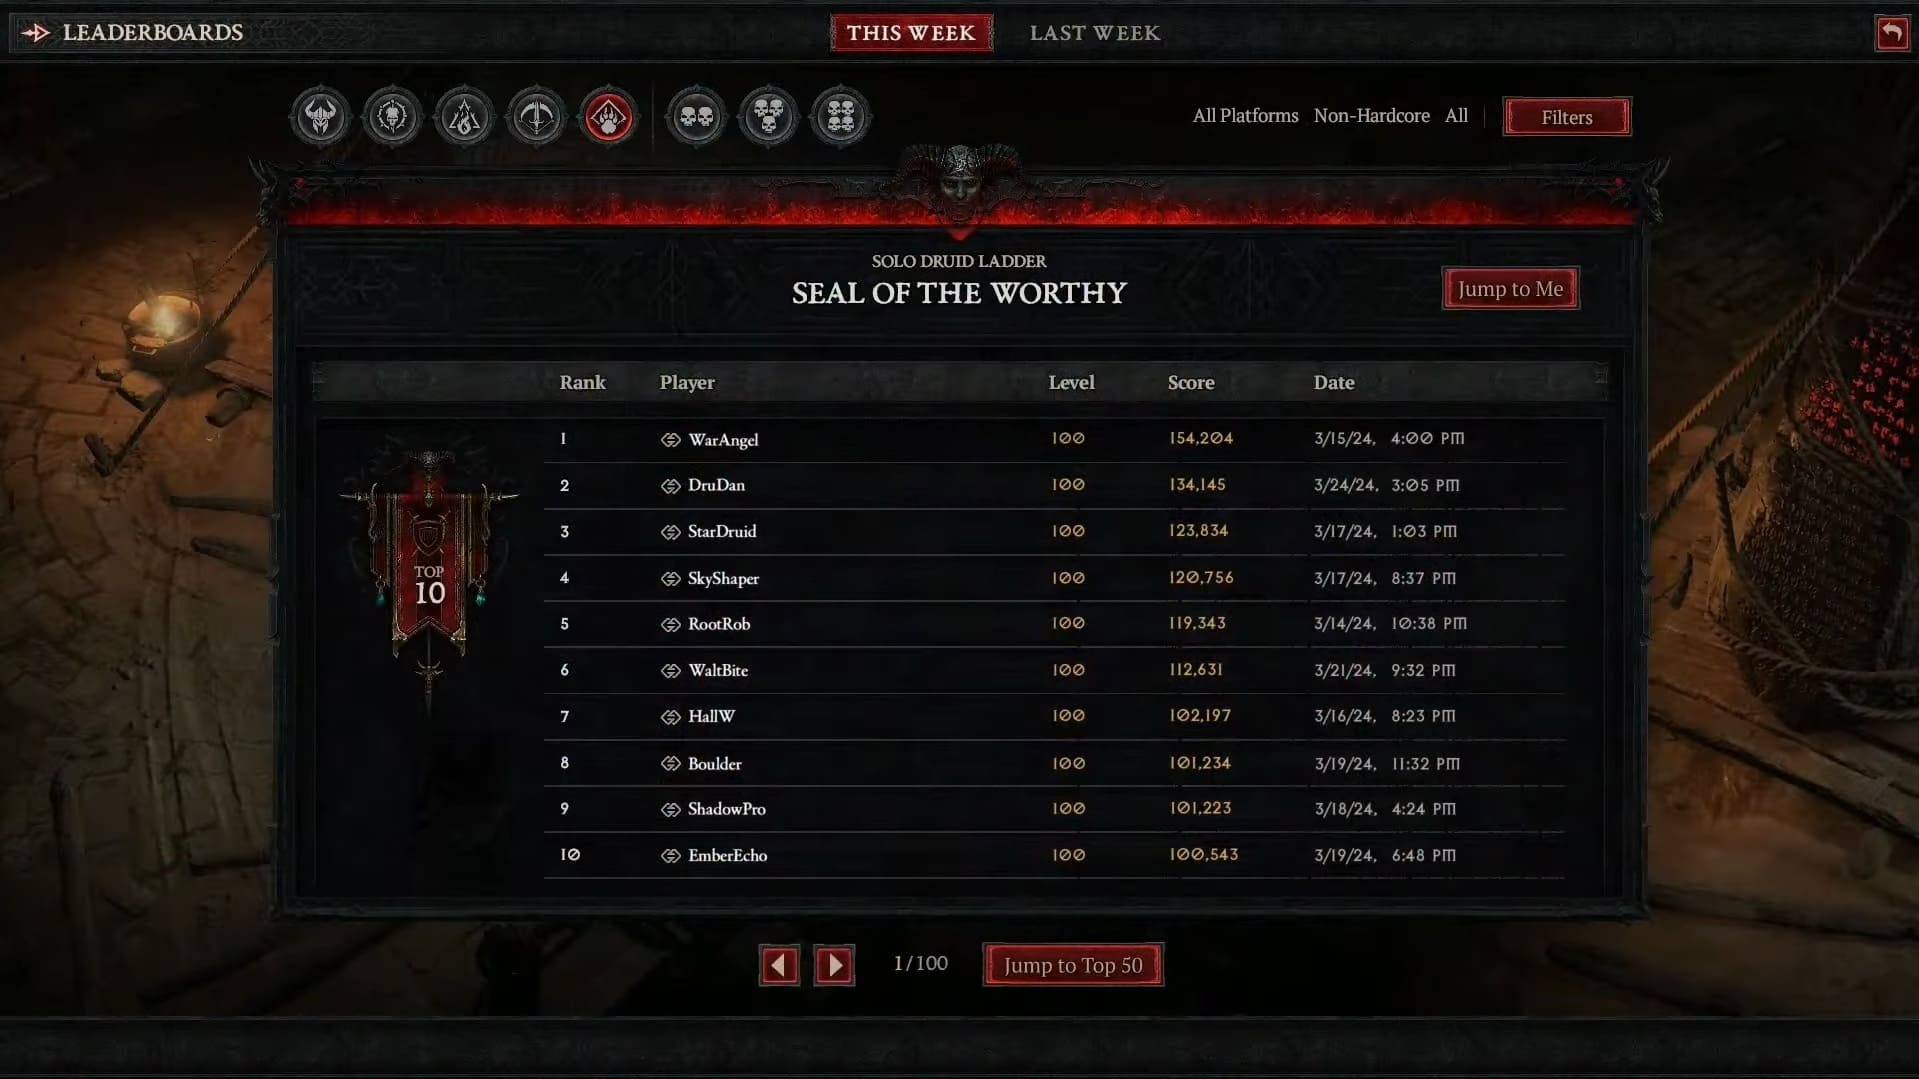 LEADERBOARDS
THIS WEEK LAST WEEK
All Platforms Non-Hardcore All Filters
SOLO DRUID LADDER
SEAL OF THE WORTHY
Jump to Me
Rank Player Level Score Date
1 WarAngel 100 154,204 3/15/24, 4:00 PM
2 DruDan 100 134,145 3/24/24, 3:05 PM
3 StarDruid 100 123,834 3/17/24, 1:03 PM
4 SkyShaper 100 120,756 3/17/24, 8:37 PM
5 RootRob 100 119,343 3/14/24, 10:38 PM
6 WaltBite 100 112,631 3/21/24, 9:32 PM
7 HallW 100 102,197 3/16/24, 8:23 PM
8 Boulder 100 101,234 3/19/24, 11:32 PM
9 ShadowPro 100 101,223 3/18/24, 4:24 PM
10 EmberEcho 100 100,543 3/19/24, 6:48 PM
TOP
10
1/100
Jump to Top 50